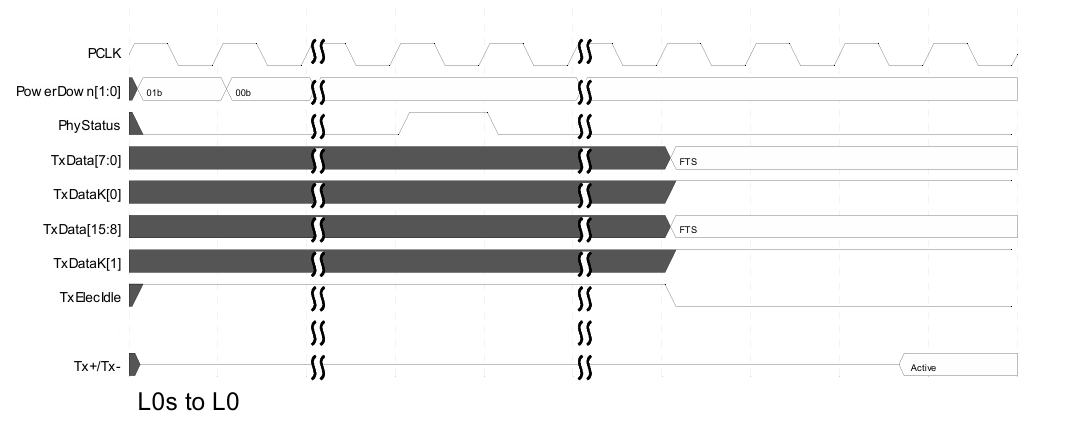 PCLK
PowerDown[1:0] 01b 00b
PhyStatus
TxData[7:0] FTS
TxDataK[0]
TxData[15:8] FTS
TxDataK[1]
TxElecIdle
Tx+/Tx- Active
L0s to L0